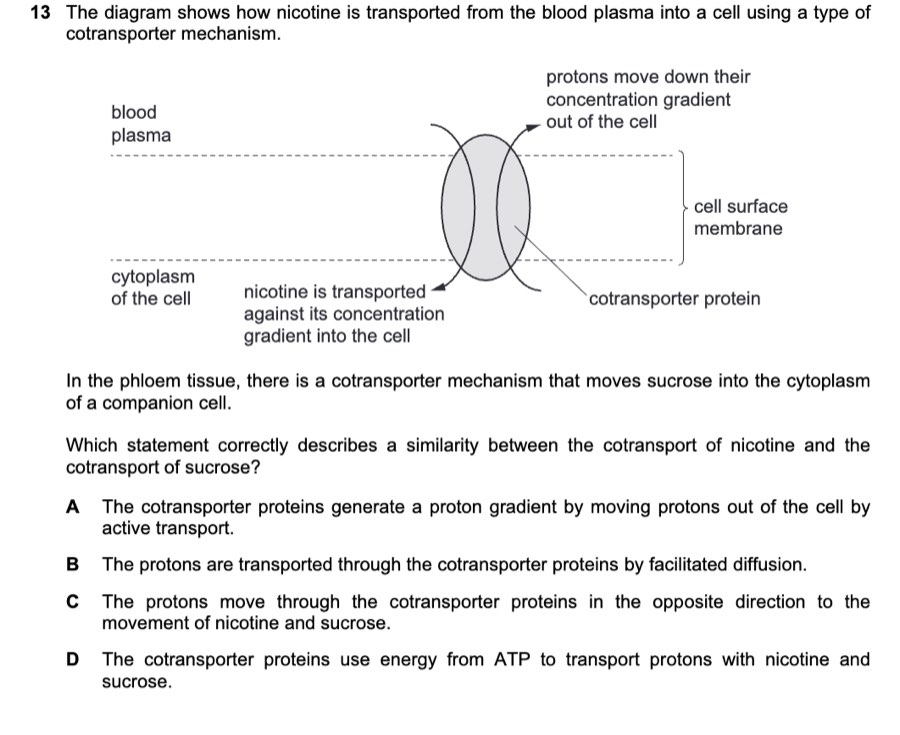 13 The diagram shows how nicotine is transported from the blood plasma into a cell using a type of
cotransporter mechanism.
protons move down their
concentration gradient
out of the cell
blood
plasma
cell surface
membrane
cytoplasm
of the cell
nicotine is transported
against its concentration
gradient into the cell
cotransporter protein
In the phloem tissue, there is a cotransporter mechanism that moves sucrose into the cytoplasm
of a companion cell.
Which statement correctly describes a similarity between the cotransport of nicotine and the
cotransport of sucrose?
A The cotransporter proteins generate a proton gradient by moving protons out of the cell by
active transport.
B The protons are transported through the cotransporter proteins by facilitated diffusion.
C The protons move through the cotransporter proteins in the opposite direction to the
movement of nicotine and sucrose.
D The cotransporter proteins use energy from ATP to transport protons with nicotine and
sucrose.